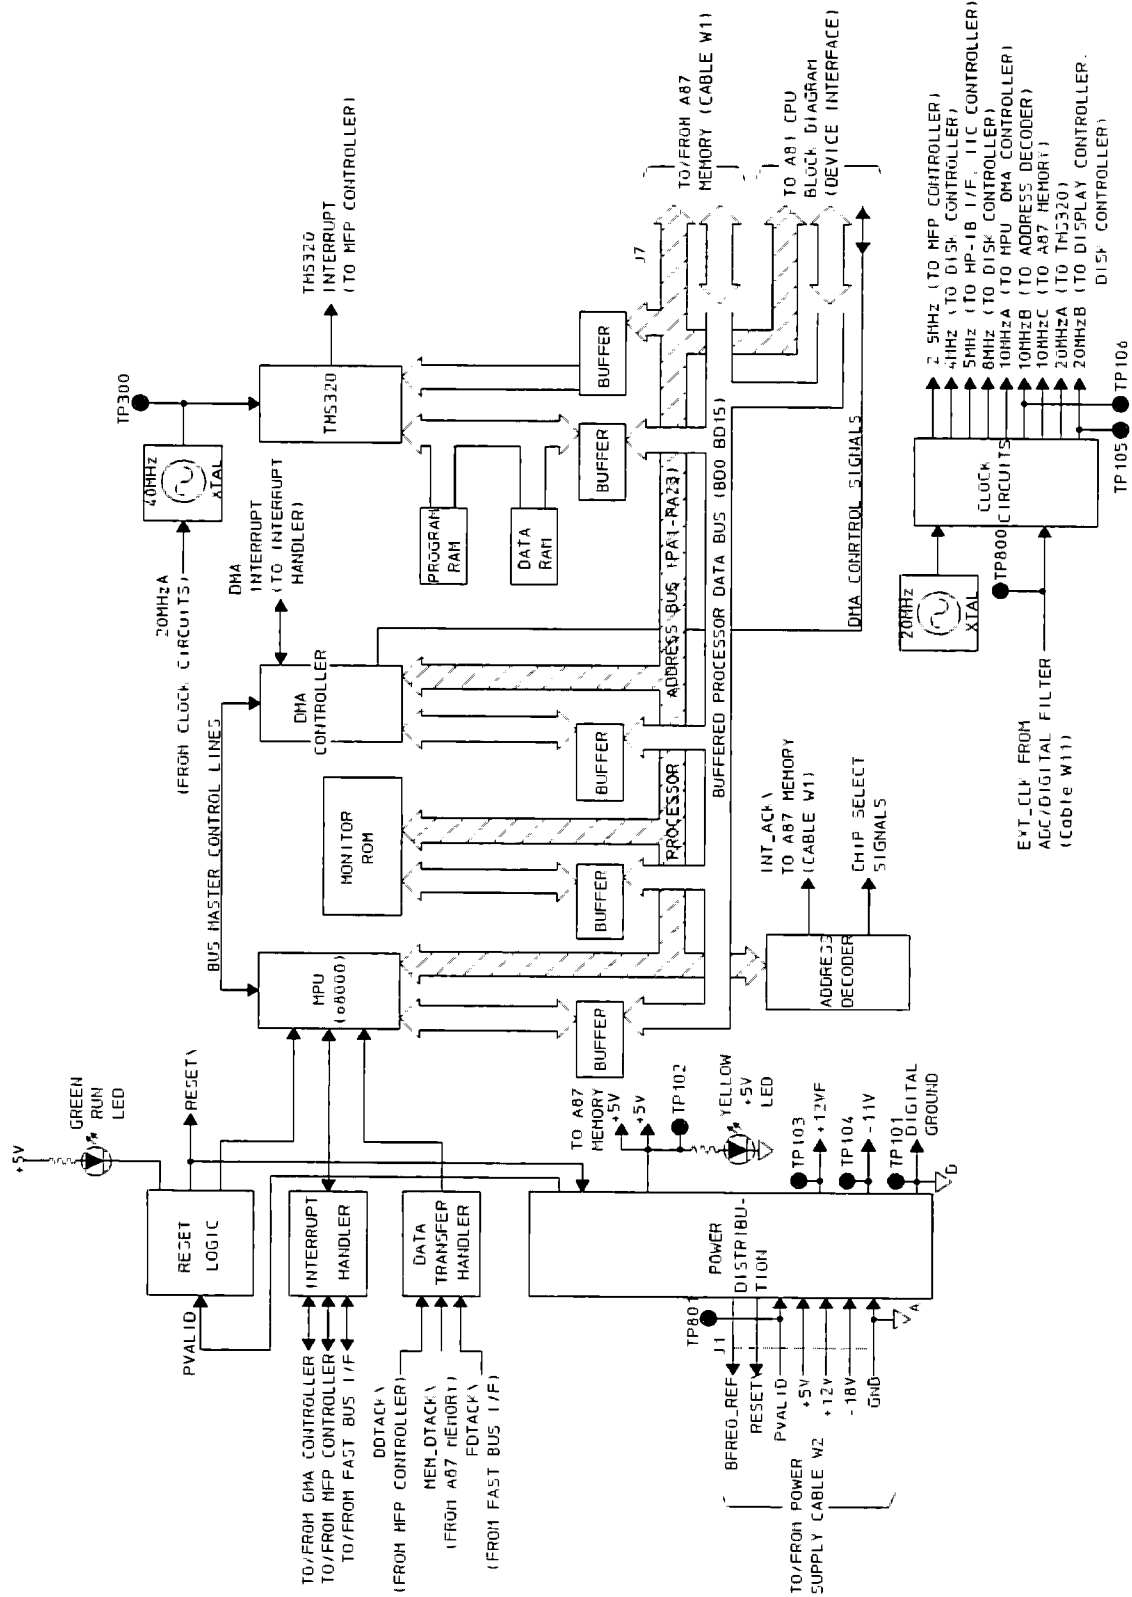 +5V
GREEN
RUN
LED
RESET\
RESET
LOGIC
PVALID
INTERRUPT
HANDLER
TO/FROM DMA CONTROLLER
TO/FROM MFP CONTROLLER
TO/FROM FAST BUS I/F
DATA
TRANSFER
HANDLER
DDTACK\
(FROM MFP CONTROLLER)
MEM_DTACK\
(FROM A87 MEMORY)
FDTACK\
(FROM FAST BUS I/F)
POWER
DISTRIBU-
TION
TP801
J1
BFREQ_REF
RESET\
PVALID
+5V
+12V
-18V
GND
A
TO/FROM POWER
SUPPLY CABLE W2
TO A87
MEMORY
+5V
+5V
TP102
YELLOW
+5V
LED
TP103
+12VF
TP104
-11V
TP101
DIGITAL
GROUND
D
BUS MASTER CONTROL LINES
MPU
(68000)
MONITOR
ROM
DMA
CONTROLLER
DMA
INTERRUPT
(TO INTERRUPT
HANDLER)
20MHzA
(FROM CLOCK CIRCUITS)
40MHz
XTAL
TP300
TMS320
TMS320
INTERRUPT
(TO MFP CONTROLLER)
PROGRAM
RAM
DATA
RAM
BUFFER
BUFFER
BUFFER
BUFFER
BUFFER
PROCESSOR ADDRESS BUS (PA1-PA23)
BUFFERED PROCESSOR DATA BUS (BD0 BD15)
DMA CONRTROL SIGNALS
J7
TO/FROM A87
MEMORY (CABLE W1)
TO A81 CPU
BLOCK DIAGRAM
(DEVICE INTERFACE)
ADDRESS
DECODER
INT_ACK\
TO A87 MEMORY
(CABLE W1)
CHIP SELECT
SIGNALS
20MHz
XTAL
TP800
EXT_CLK FROM
ADC/DIGITAL FILTER
(Cable W11)
CLOCK
CIRCUITS
2 5MHz (TO MFP CONTROLLER)
4MHz (TO DISK CONTROLLER)
5MHz (TO HP-IB I/F, IIC CONTROLLER)
8MHz (TO DISK CONTROLLER)
10MHzA (TO MPU DMA CONTROLLER)
10MHzB (TO ADDRESS DECODER)
10MHzC (TO A87 MEMORY)
20MHzA (TO TMS320)
20MHzB (TO DISPLAY CONTROLLER.
DISK CONTROLLER)
TP105
TP106